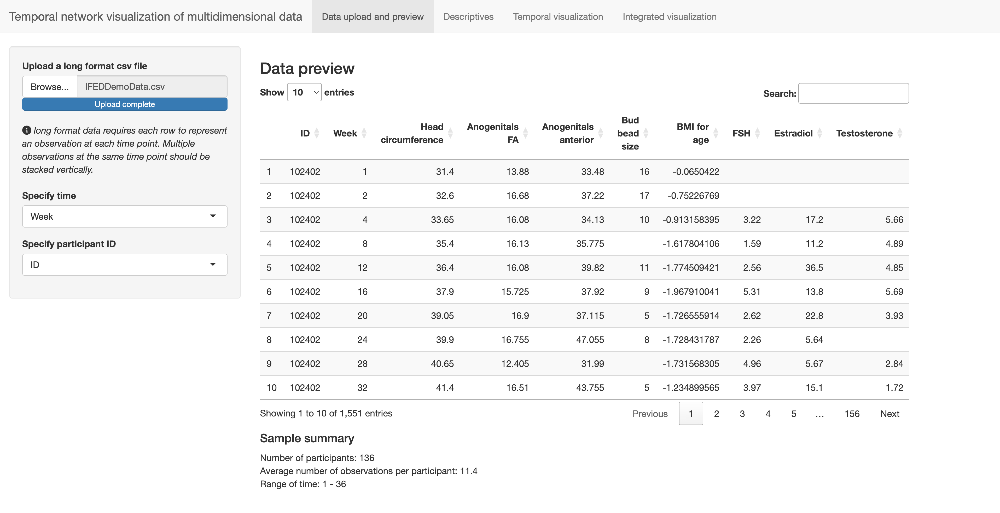 Temporal network visualization of multidimensional data Data upload and preview Descriptives Temporal visualization Integrated visualization
Upload a long format csv file
Browse... IFEDDemoData.csv
Upload complete
long format data requires each row to represent
an observation at each time point. Multiple
observations at the same time point should be
stacked vertically.
Specify time
Week
Specify participant ID
ID
Data preview
Show 10 entries
Search:
ID Week Head circumference Anogenitals FA Anogenitals anterior Bud bead size BMI for age FSH Estradiol Testosterone
1 102402 1 31.4 13.88 33.48 16 -0.0650422
2 102402 2 32.6 16.68 37.22 17 -0.75226769
3 102402 4 33.65 16.08 34.13 10 -0.913158395 3.22 17.2 5.66
4 102402 8 35.4 16.13 35.775 -1.617804106 1.59 11.2 4.89
5 102402 12 36.4 16.08 39.82 11 -1.774509421 2.56 36.5 4.85
6 102402 16 37.9 15.725 37.92 9 -1.967910041 5.31 13.8 5.69
7 102402 20 39.05 16.9 37.115 5 -1.726555914 2.62 22.8 3.93
8 102402 24 39.9 16.755 47.055 8 -1.728431787 2.26 5.64
9 102402 28 40.65 12.405 31.99 -1.731568305 4.96 5.67 2.84
10 102402 32 41.4 16.51 43.755 5 -1.234899565 3.97 15.1 1.72
Showing 1 to 10 of 1,551 entries
Previous 1 2 3 4 5 … 156 Next
Sample summary
Number of participants: 136
Average number of observations per participant: 11.4
Range of time: 1 - 36